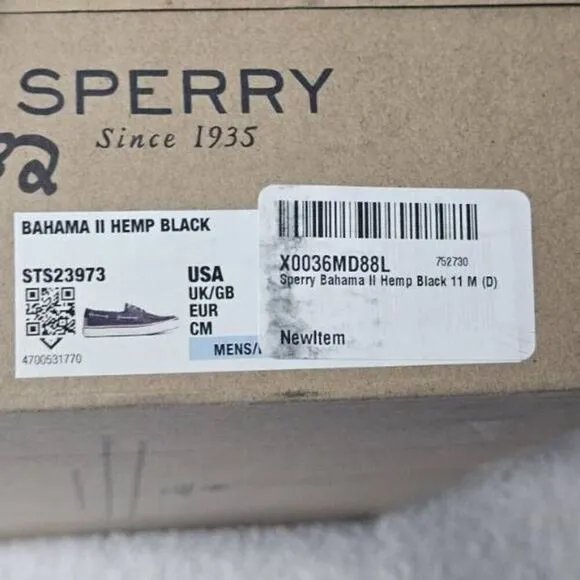 SPERRY
Since 1935
BAHAMA II HEMP BLACK
STS23973
USA
UK/GB
EUR
CM
MENS/
4700531770
X0036MD88L
752730
Sperry Bahama II Hemp Black 11 M (D)
NewItem